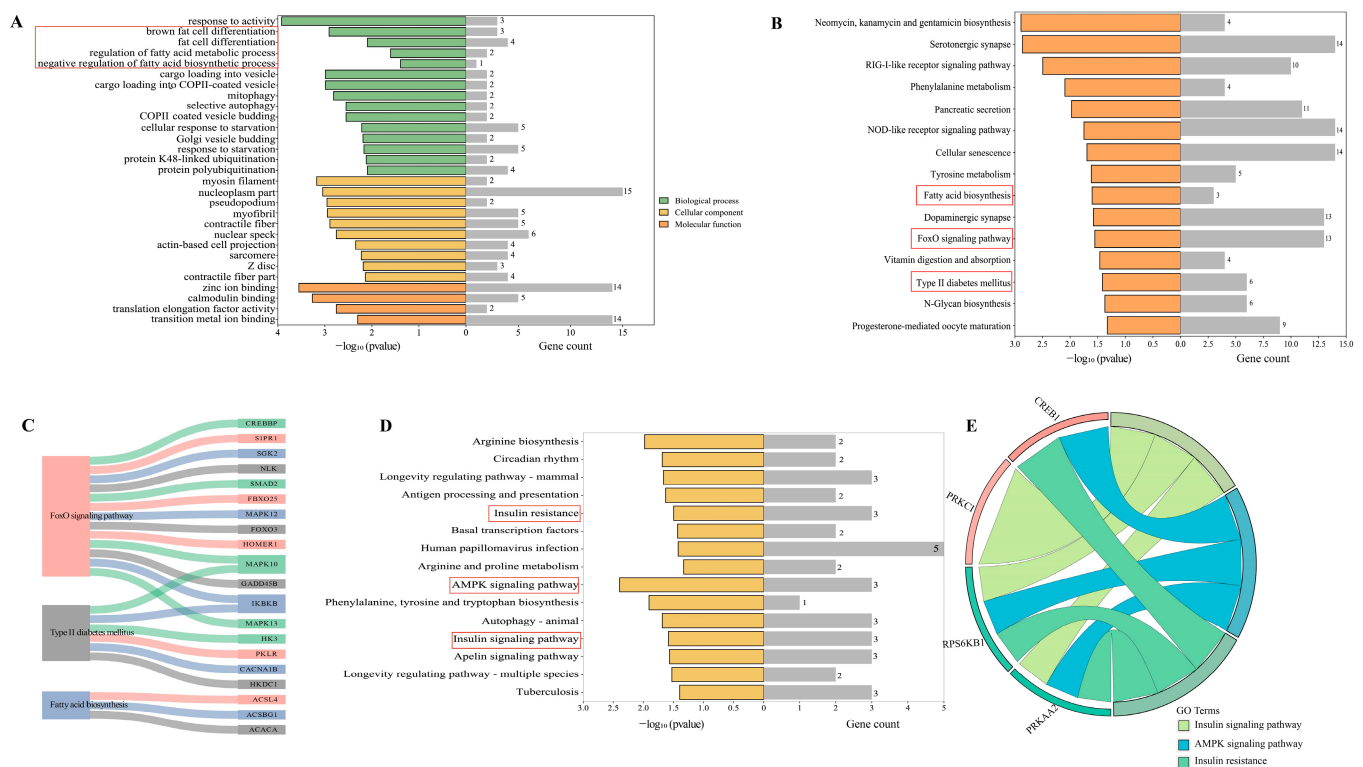 A
response to activity 3
brown fat cell differentiation 3
fat cell differentiation 4
regulation of fatty acid metabolic process 2
negative regulation of fatty acid biosynthetic process 1
cargo loading into vesicle 2
cargo loading into COPII-coated vesicle 2
mitophagy 2
selective autophagy 2
COPII coated vesicle budding 2
cellular response to starvation 5
Golgi vesicle budding 2
response to starvation 5
protein K48-linked ubiquitination 2
protein polyubiquitination 4
myosin filament 2
nucleoplasm part 15
pseudopodium 2
myofibril 5
contractile fiber 5
nuclear speck 6
actin-based cell projection 4
sarcomere 4
Z disc 3
contractile fiber part 4
zinc ion binding 14
calmodulin binding 5
translation elongation factor activity 2
transition metal ion binding 14
4 3 2 1 0 5 10 15
−log₁₀ (pvalue) Gene count
Biological process
Cellular component
Molecular function
B
Neomycin, kanamycin and gentamicin biosynthesis 4
Serotonergic synapse 14
RIG-I-like receptor signaling pathway 10
Phenylalanine metabolism 4
Pancreatic secretion 11
NOD-like receptor signaling pathway 14
Cellular senescence 14
Tyrosine metabolism 5
Fatty acid biosynthesis 3
Dopaminergic synapse 13
FoxO signaling pathway 13
Vitamin digestion and absorption 4
Type II diabetes mellitus 6
N-Glycan biosynthesis 6
Progesterone-mediated oocyte maturation 9
3.0 2.5 2.0 1.5 1.0 0.5 0.0 2.5 5.0 7.5 10.0 12.5 15.0
−log₁₀ (pvalue) Gene count
C
FoxO signaling pathway
Type II diabetes mellitus
Fatty acid biosynthesis
CREBBP
S1PR1
SGK2
NLK
SMAD2
FBXO25
MAPK12
FOXO3
HOMER1
MAPK10
GADD45B
IKBKB
MAPK13
HK3
PKLR
CACNA1B
HKDC1
ACSL4
ACSBG1
ACACA
D
Arginine biosynthesis 2
Circadian rhythm 2
Longevity regulating pathway - mammal 3
Antigen processing and presentation 2
Insulin resistance 3
Basal transcription factors 2
Human papillomavirus infection 5
Arginine and proline metabolism 2
AMPK signaling pathway 3
Phenylalanine, tyrosine and tryptophan biosynthesis 1
Autophagy - animal 3
Insulin signaling pathway 3
Apelin signaling pathway 3
Longevity regulating pathway - multiple species 2
Tuberculosis 3
3.0 2.5 2.0 1.5 1.0 0.5 0 1 2 3 4 5
−log₁₀ (pvalue) Gene count
E
CREB1
PRKCI
RPS6KB1
PRKAA2
GO Terms
Insulin signaling pathway
AMPK signaling pathway
Insulin resistance